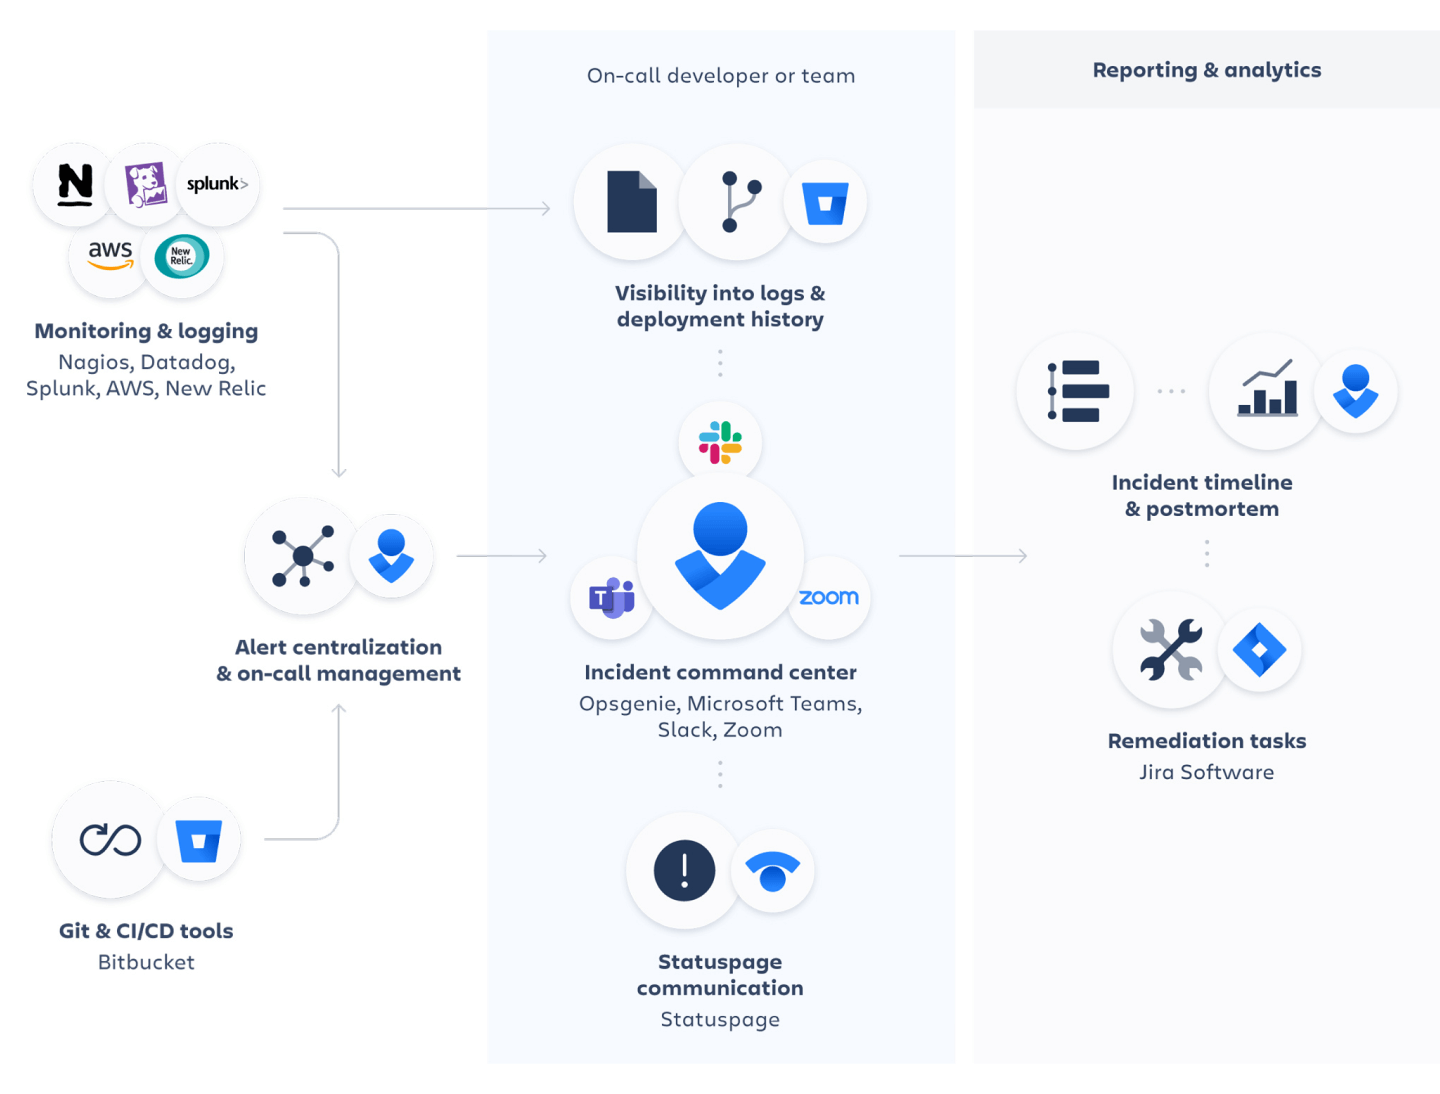 On-call developer or team
Reporting & analytics
N
splunk>
aws
New
Relic.
Monitoring & logging
Nagios, Datadog,
Splunk, AWS, New Relic
Visibility into logs &
deployment history
Alert centralization
& on-call management
T
zoom
Incident command center
Opsgenie, Microsoft Teams,
Slack, Zoom
Incident timeline
& postmortem
Remediation tasks
Jira Software
Git & CI/CD tools
Bitbucket
!
Statuspage
communication
Statuspage